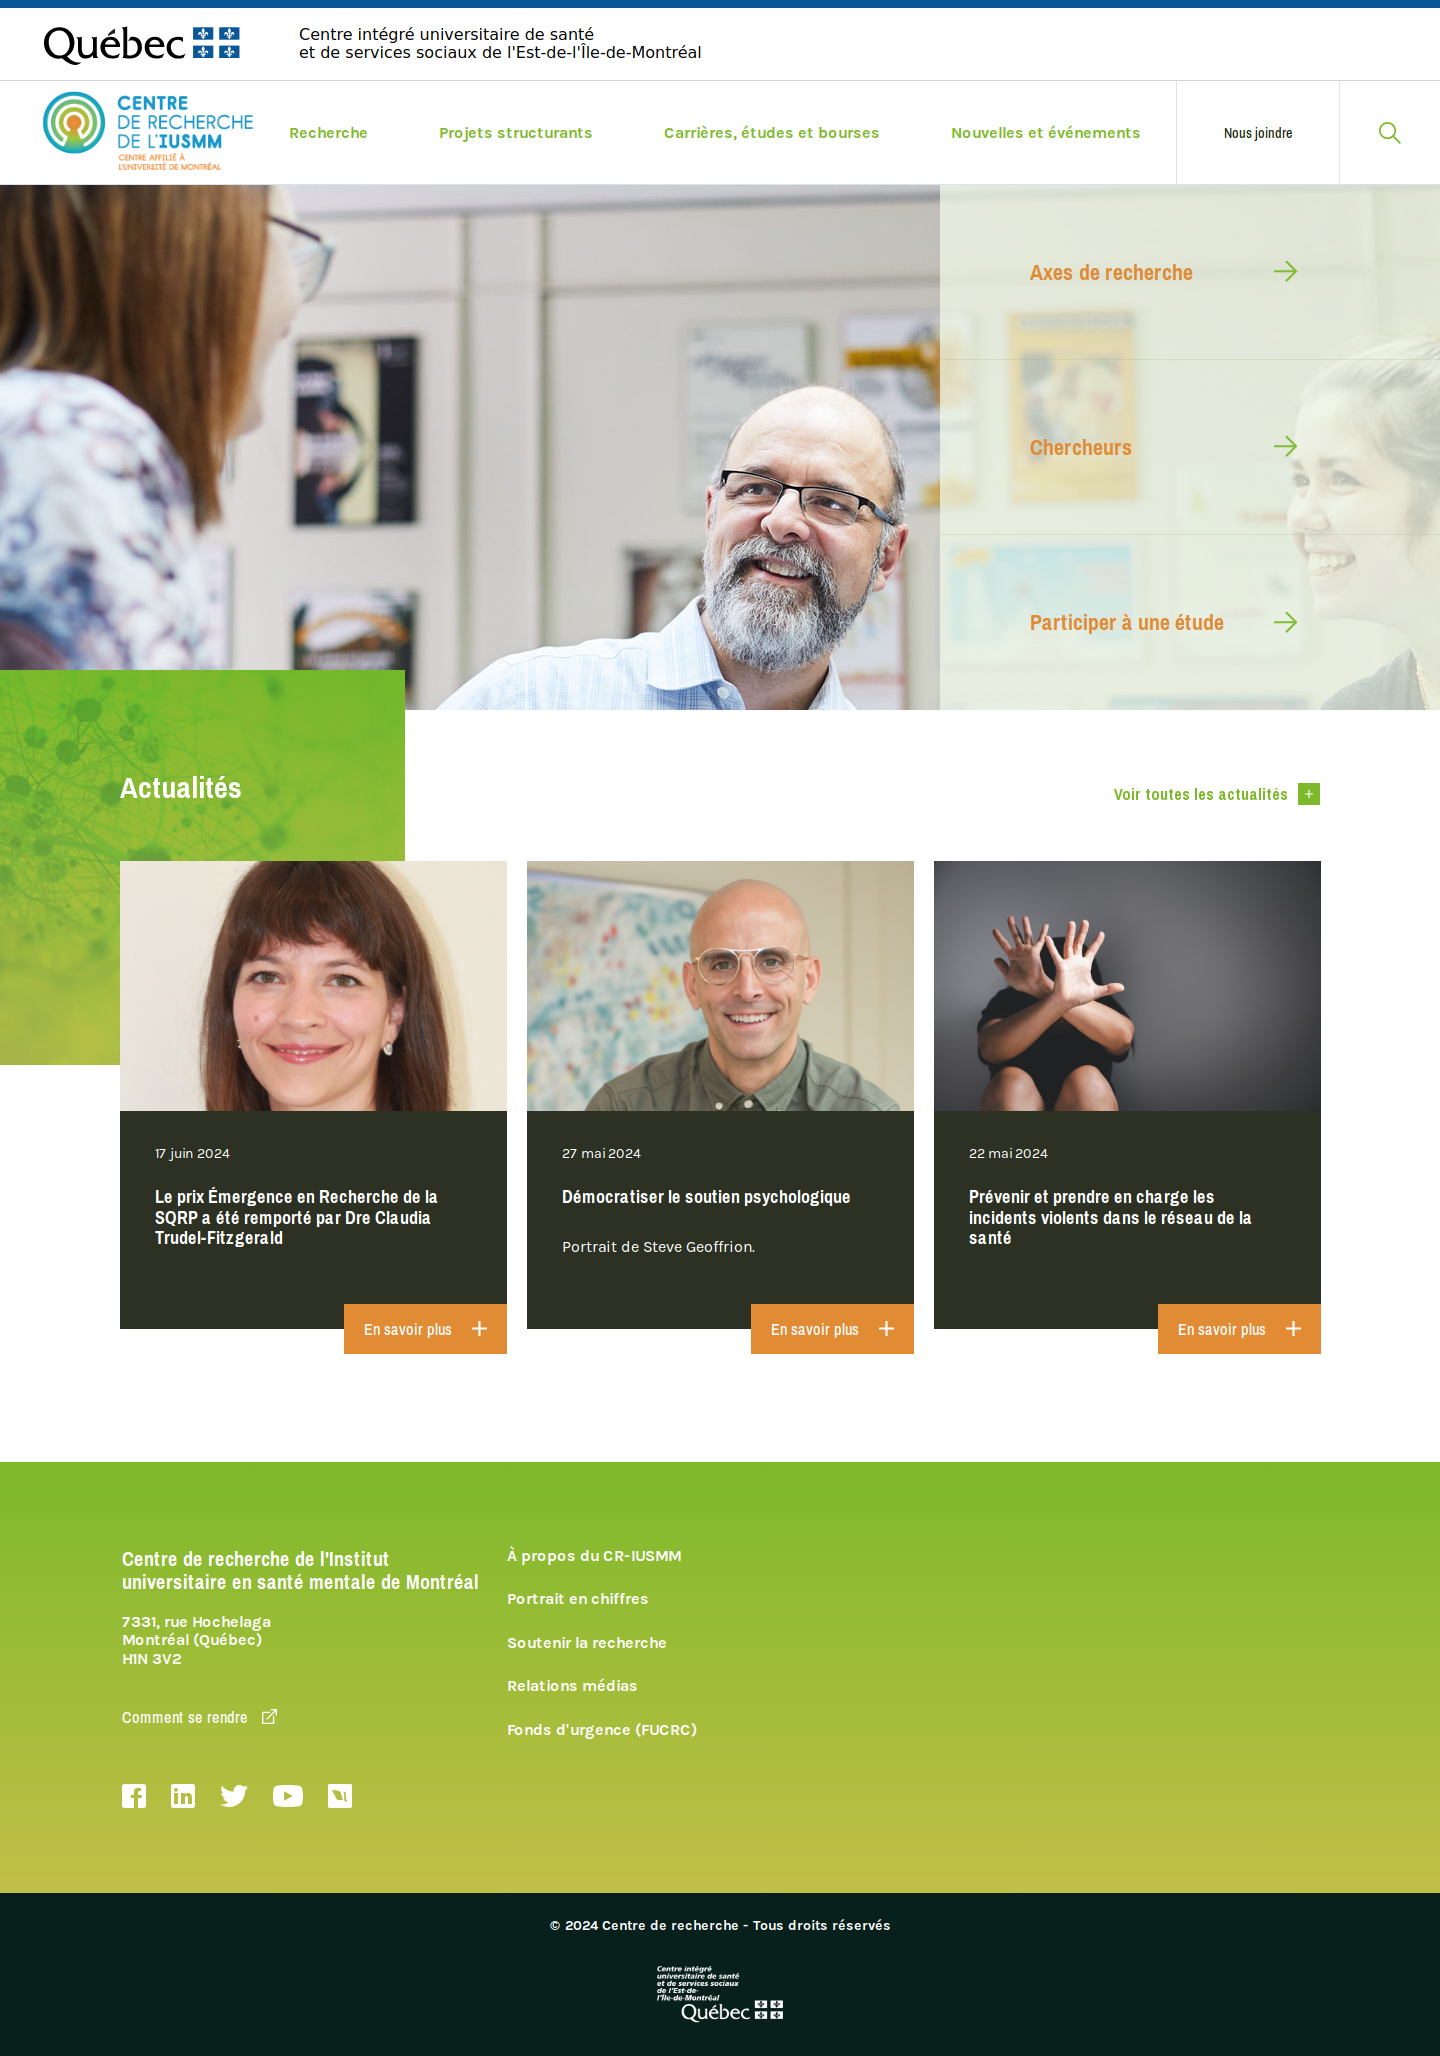 Québec
Centre intégré universitaire de santé
et de services sociaux de l'Est-de-l'Île-de-Montréal
CENTRE
DE RECHERCHE
DE L'IUSMM
CENTRE AFFILIÉ À
L'UNIVERSITÉ DE MONTRÉAL
Recherche
Projets structurants
Carrières, études et bourses
Nouvelles et événements
Nous joindre
Axes de recherche
Chercheurs
Participer à une étude
Actualités
Voir toutes les actualités
17 juin 2024
Le prix Émergence en Recherche de la
SQRP a été remporté par Dre Claudia
Trudel-Fitzgerald
En savoir plus
27 mai 2024
Démocratiser le soutien psychologique
Portrait de Steve Geoffrion.
En savoir plus
22 mai 2024
Prévenir et prendre en charge les
incidents violents dans le réseau de la
santé
En savoir plus
Centre de recherche de l'Institut
universitaire en santé mentale de Montréal
7331, rue Hochelaga
Montréal (Québec)
H1N 3V2
Comment se rendre
À propos du CR-IUSMM
Portrait en chiffres
Soutenir la recherche
Relations médias
Fonds d'urgence (FUCRC)
© 2024 Centre de recherche - Tous droits réservés
Centre intégré
universitaire de santé
et de services sociaux
de l'Est-de-
l'Île-de-Montréal
Québec